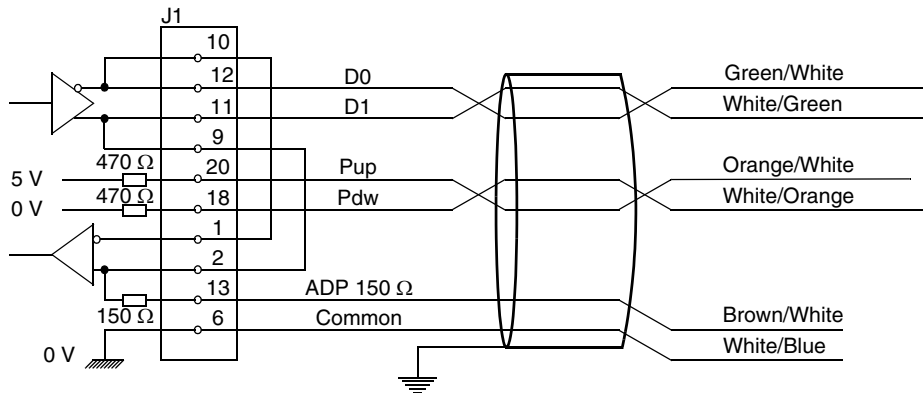 J1
10
12
D0
Green/White
11
D1
White/Green
9
470 Ω
20
Pup
Orange/White
5 V
470 Ω
18
Pdw
White/Orange
0 V
1
2
13
ADP 150 Ω
150 Ω
6
Common
Brown/White
White/Blue
0 V